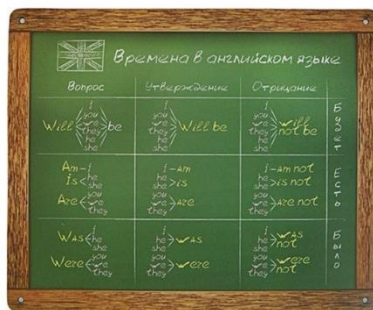 Времена в английском языке
Вопрос Утверждение Отрицание
i
you
Will we be
they
he
she
i
you
we Will be
they
he
she
i
you
we will
they not be
he
she
Будет
Am i
Is he
she
you
Are we
they
i am
he is
she
you
we are
they
i am not
he is not
she
you
we are not
they
Есть
i
Was he
she
you
Were we
they
i
he was
she
you
we were
they
i
he was
she not
you
we were
they not
Было